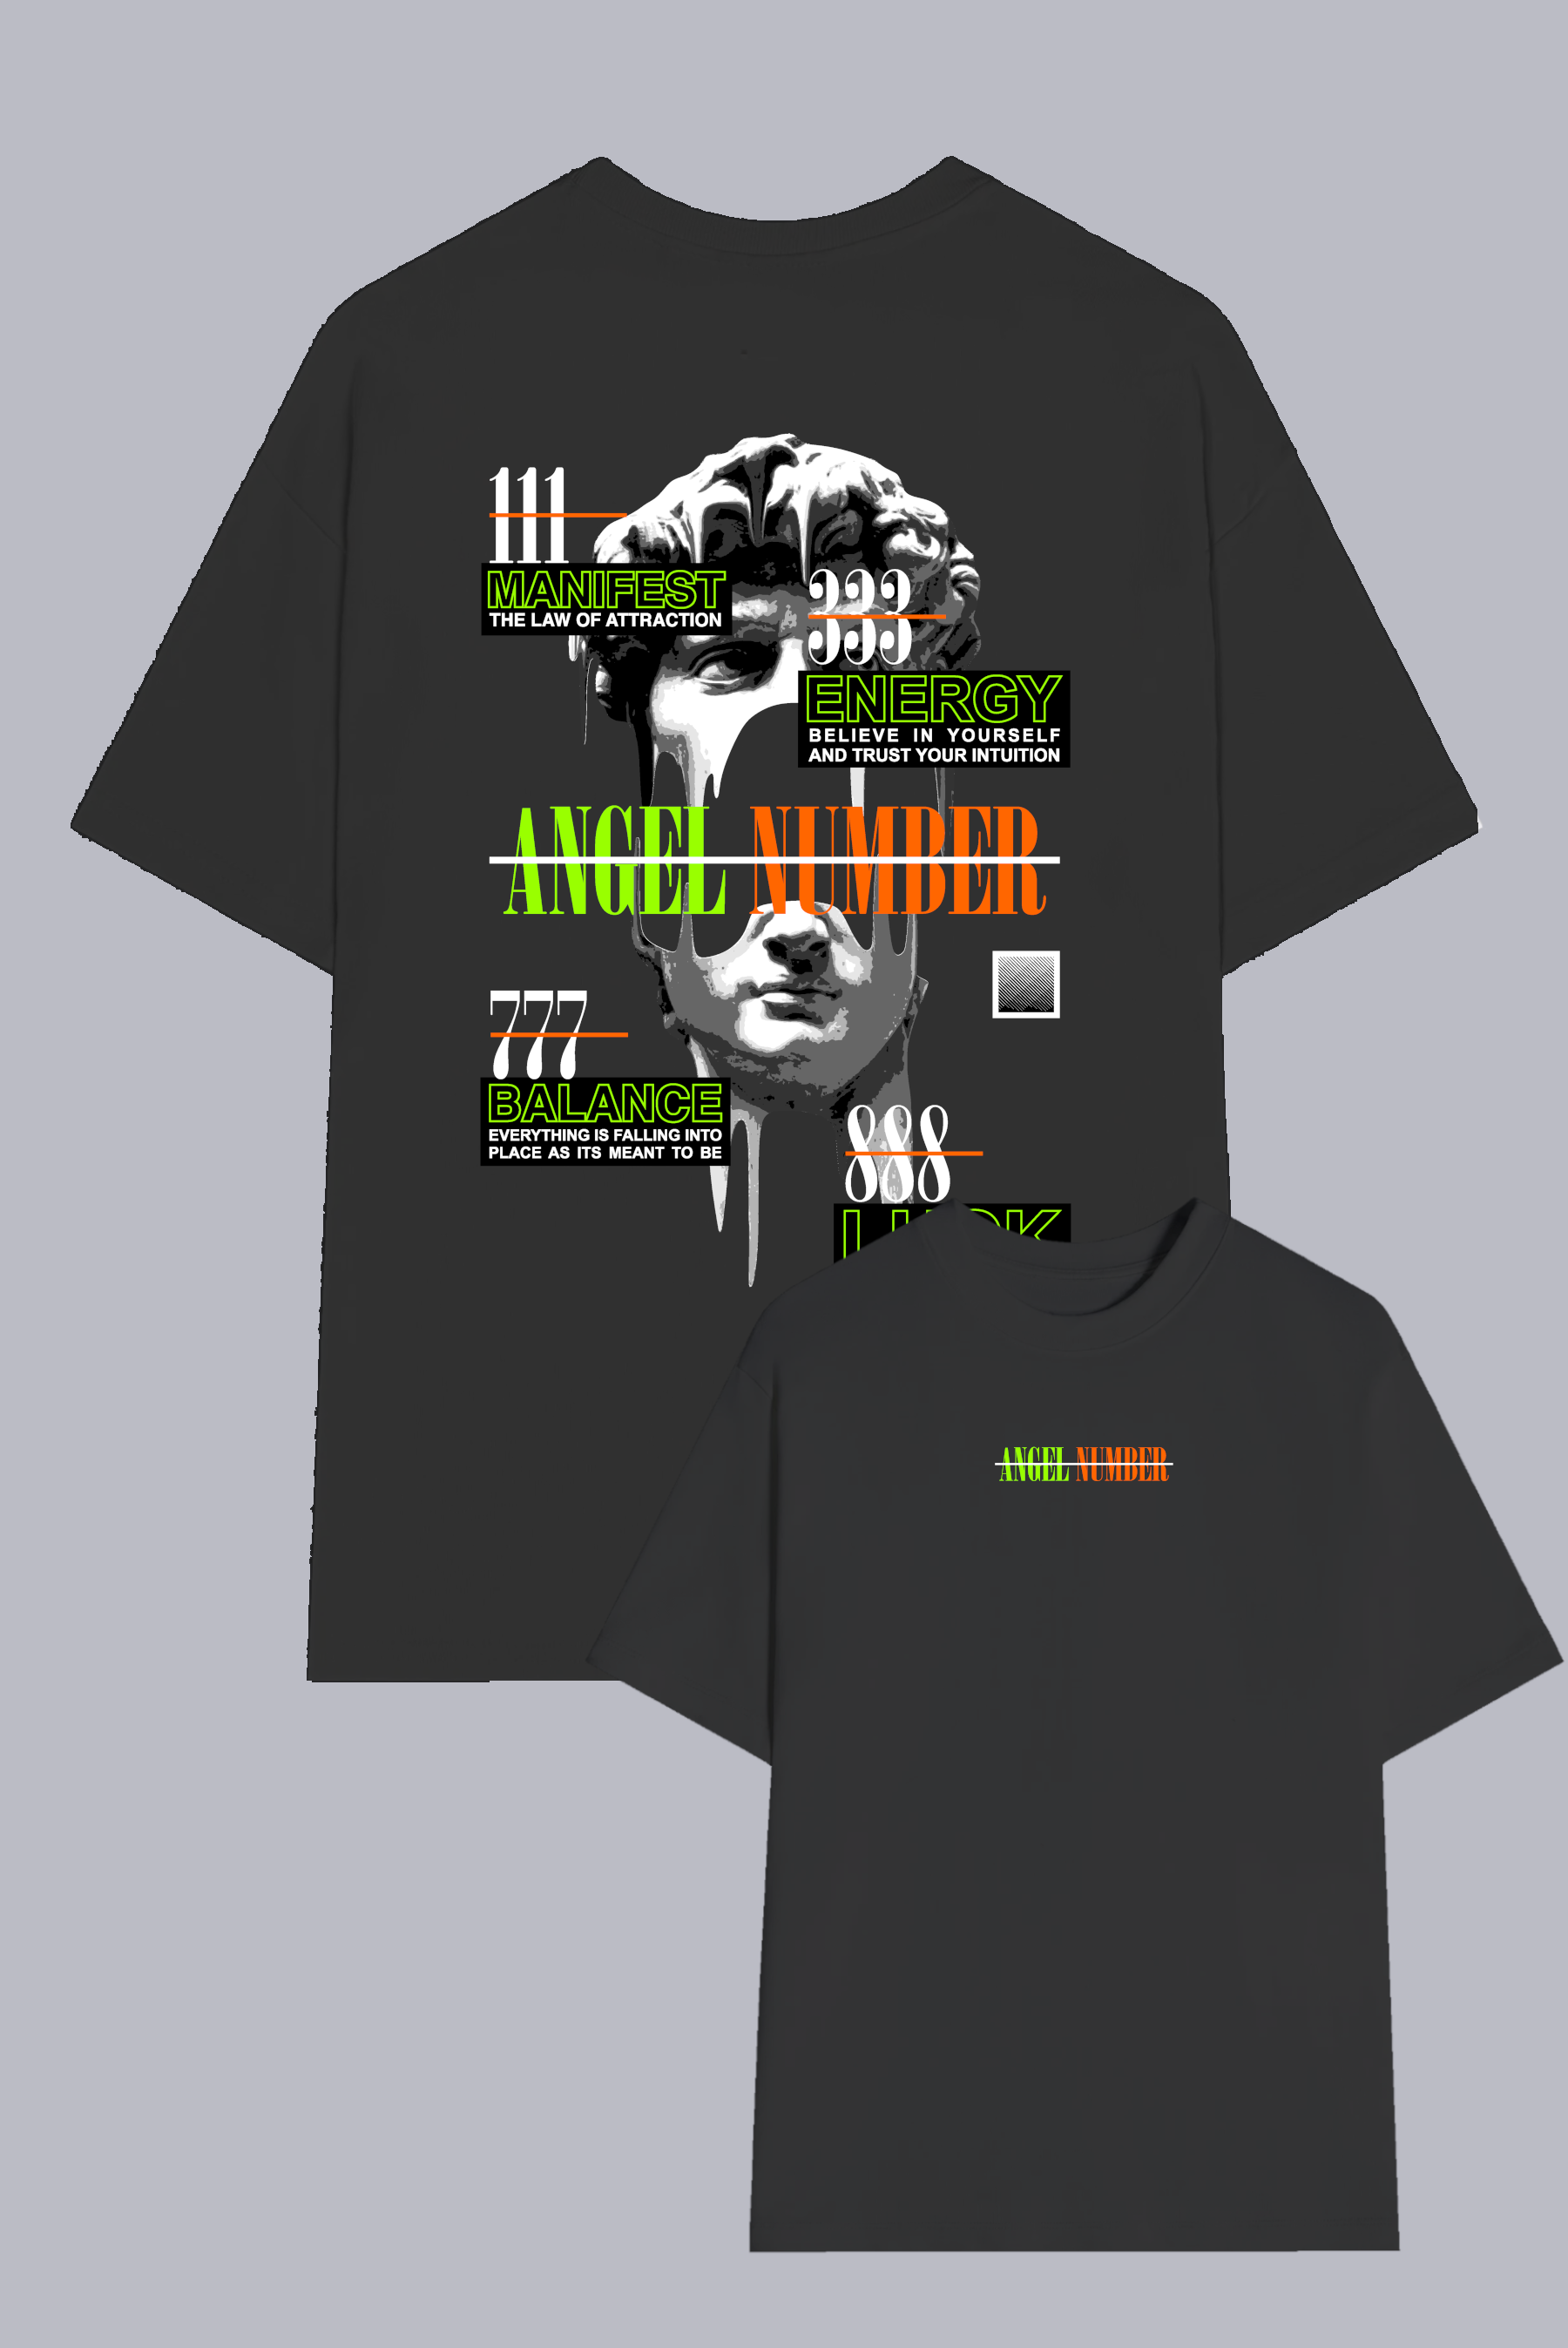 111
MANIFEST
THE LAW OF ATTRACTION
333
ENERGY
BELIEVE IN YOURSELF
AND TRUST YOUR INTUITION
ANGEL NUMBER
777
BALANCE
EVERYTHING IS FALLING INTO
PLACE AS ITS MEANT TO BE
888
LUCK
ANGEL NUMBER